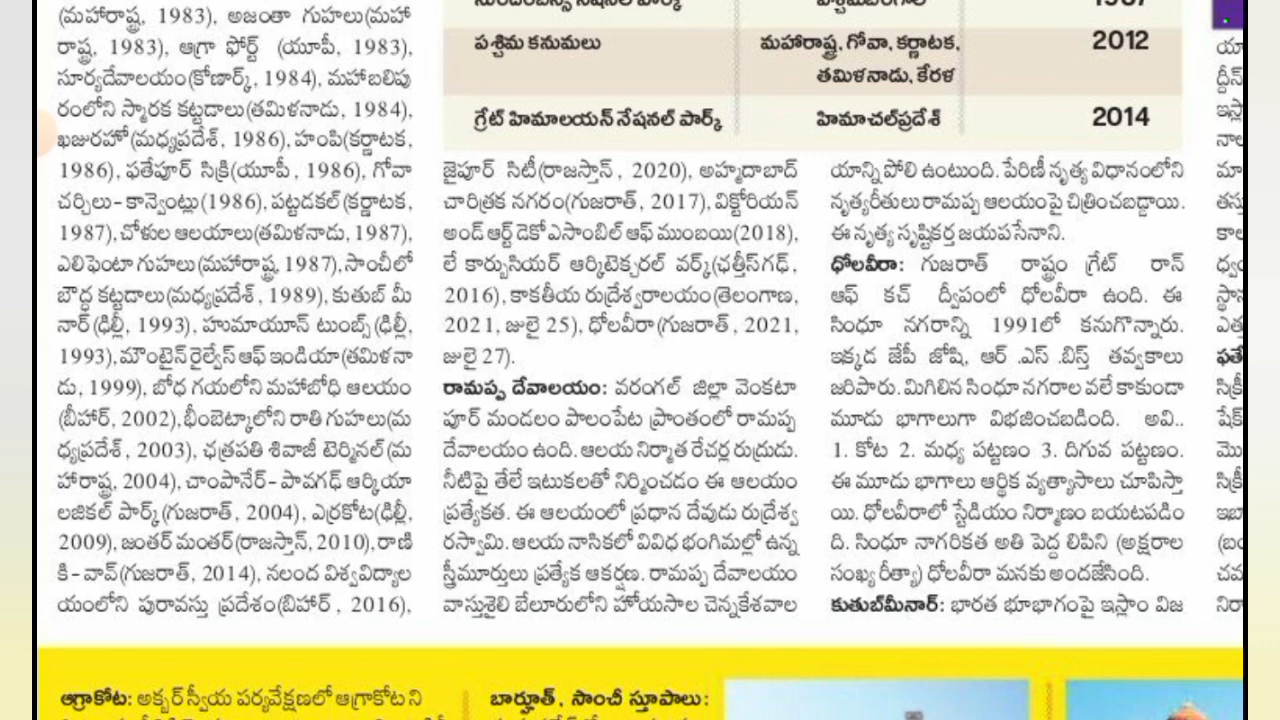 (మహారాష్ట్ర, 1983), అజంతా గుహలు(మహా
రాష్ట్ర, 1983), ఆగ్రా ఫోర్ట్ (యూపీ, 1983),
సూర్యదేవాలయం(కోణార్క్, 1984), మహాబలిపు
రంలోని స్మారక కట్టడాలు(తమిళనాడు, 1984),
ఖజురహో(మధ్యప్రదేశ్, 1986), హంపి(కర్ణాటక,
1986), ఫతేపూర్ సిక్రి(యూపీ, 1986), గోవా
చర్చిలు-కాన్వెంట్లు(1986), పట్టడకల్(కర్ణాటక,
1987), చోళుల ఆలయాలు(తమిళనాడు, 1987),
ఎలిఫెంటా గుహలు(మహారాష్ట్ర, 1987), సాంచీలో
బౌద్ధ కట్టడాలు(మధ్యప్రదేశ్, 1989), కుతుబ్ మీ
నార్(ఢిల్లీ, 1993), హుమాయూన్ టుంబ్స్(ఢిల్లీ,
1993), మౌంటైన్ రైల్వేస్ ఆఫ్ ఇండియా(తమిళనా
డు, 1999), బోధ గయలోని మహాబోధి ఆలయం
(బీహార్, 2002), భీంబెట్కాలోని రాతి గుహలు(మ
ధ్యప్రదేశ్, 2003), ఛత్రపతి శివాజీ టెర్మినల్(మ
హారాష్ట్ర, 2004), చాంపానేర్-పావగఢ్ ఆర్కియా
లజికల్ పార్క్(గుజరాత్, 2004), ఎర్రకోట(ఢిల్లీ,
2009), జంతర్ మంతర్(రాజస్తాన్, 2010), రాణి
కి-వావ్(గుజరాత్, 2014), నలంద విశ్వవిద్యాల
యంలోని పురావస్తు ప్రదేశం(బిహార్, 2016),
పశ్చిమ కనుమలు మహారాష్ట్ర, గోవా, కర్ణాటక, 2012
తమిళనాడు, కేరళ
గ్రేట్ హిమాలయన్ నేషనల్ పార్క్ హిమాచల్‌ప్రదేశ్ 2014
జైపూర్ సిటీ(రాజస్తాన్, 2020), అహ్మదాబాద్
చారిత్రక నగరం(గుజరాత్, 2017), విక్టోరియన్
అండ్ ఆర్ట్ డెకో ఎసాంబిల్ ఆఫ్ ముంబయి(2018),
లే కార్బుసియర్ ఆర్కిటెక్చరల్ వర్క్(ఛత్తీస్‌గఢ్,
2016), కాకతీయ రుద్రేశ్వరాలయం(తెలంగాణ,
2021, జులై 25), ధోలవీరా(గుజరాత్, 2021,
జులై 27).
రామప్ప దేవాలయం: వరంగల్ జిల్లా వెంకటా
పూర్ మండలం పాలంపేట ప్రాంతంలో రామప్ప
దేవాలయం ఉంది. ఆలయ నిర్మాత రేచర్ల రుద్రుడు.
నీటిపై తేలే ఇటుకలతో నిర్మించడం ఈ ఆలయం
ప్రత్యేకత. ఈ ఆలయంలో ప్రధాన దేవుడు రుద్రేశ్వ
రస్వామి. ఆలయ నాసికలో వివిధ భంగిమల్లో ఉన్న
స్త్రీమూర్తులు ప్రత్యేక ఆకర్షణ. రామప్ప దేవాలయం
వాస్తుశైలి బేలూరులోని హోయసాల చెన్నకేశవాల
యాన్ని పోలి ఉంటుంది. పేరిణీ నృత్య విధానంలోని
నృత్యరీతులు రామప్ప ఆలయంపై చిత్రించబడ్డాయి.
ఈ నృత్య సృష్టికర్త జయపసేనాని.
ధోలవీరా: గుజరాత్ రాష్ట్రం గ్రేట్ రాన్
ఆఫ్ కచ్ ద్వీపంలో ధోలవీరా ఉంది. ఈ
సింధూ నగరాన్ని 1991లో కనుగొన్నారు.
ఇక్కడ జేపీ జోషి, ఆర్ .ఎస్ .బిస్త్ తవ్వకాలు
జరిపారు. మిగిలిన సింధూ నగరాల వలే కాకుండా
మూడు భాగాలుగా విభజించబడింది. అవి..
1. కోట 2. మధ్య పట్టణం 3. దిగువ పట్టణం.
ఈ మూడు భాగాలు ఆర్థిక వ్యత్యాసాలు చూపిస్తా
యి. ధోలవీరాలో స్టేడియం నిర్మాణం బయటపడిం
ది. సింధూ నాగరికత అతి పెద్ద లిపిని (అక్షరాల
సంఖ్య రీత్యా) ధోలవీరా మనకు అందజేసింది.
కుతుబ్‌మీనార్: భారత భూభాగంపై ఇస్లాం విజ
ఆగ్రాకోట: అక్బర్ స్వీయ పర్యవేక్షణలో ఆగ్రాకోటని
బార్హూత్, సాంచీ స్తూపాలు: